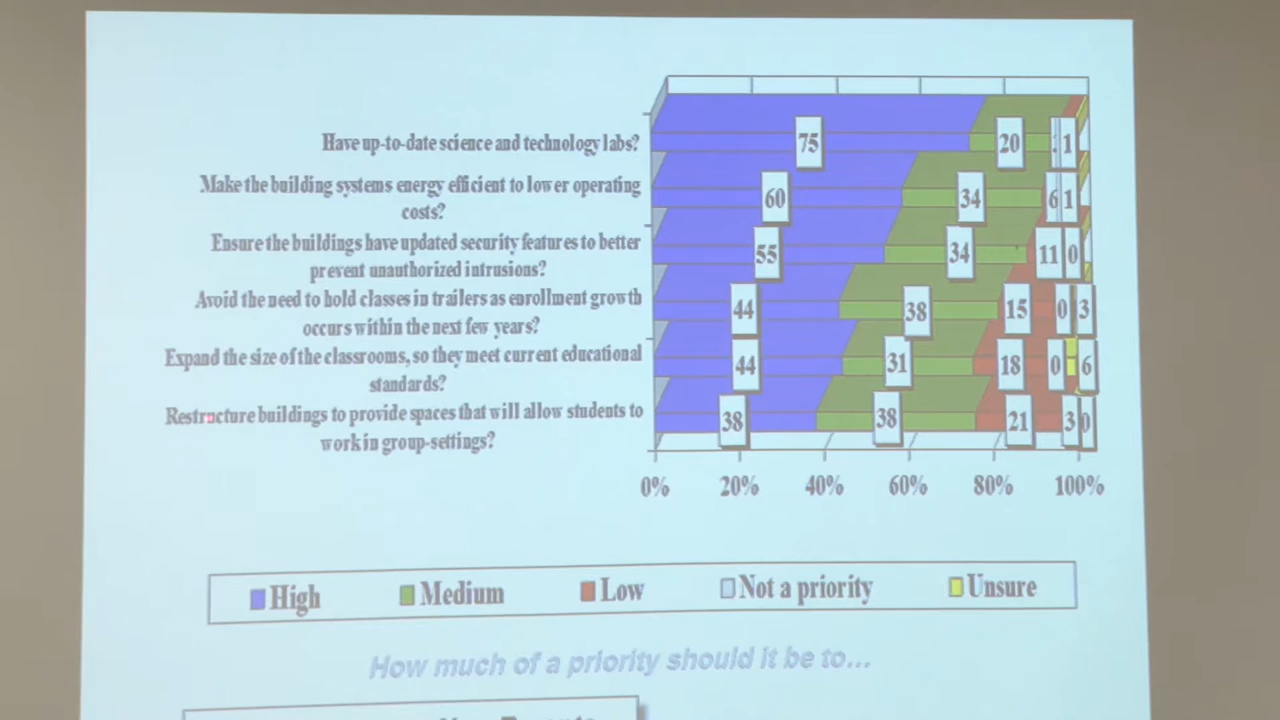 Have up-to-date science and technology labs?
75 20 1
Make the building systems energy efficient to lower operating
costs?
60 34 6 1
Ensure the buildings have updated security features to better
prevent unauthorized intrusions?
55 34 11 0
Avoid the need to hold classes in trailers as enrollment growth
occurs within the next few years?
44 38 15 0 3
Expand the size of the classrooms, so they meet current educational
standards?
44 31 18 0 6
Restructure buildings to provide spaces that will allow students to
work in group-settings?
38 38 21 3 0
0% 20% 40% 60% 80% 100%
High Medium Low Not a priority Unsure
How much of a priority should it be to...